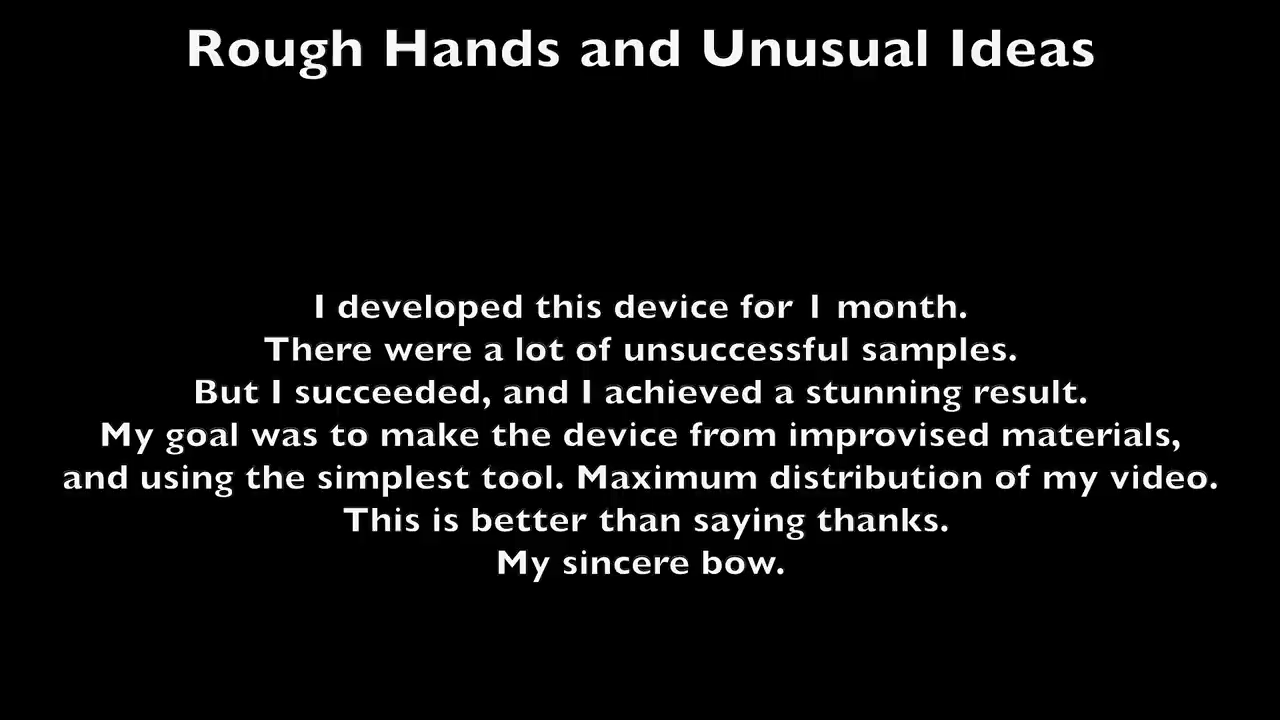 Rough Hands and Unusual Ideas
I developed this device for 1 month.
There were a lot of unsuccessful samples.
But I succeeded, and I achieved a stunning result.
My goal was to make the device from improvised materials,
and using the simplest tool. Maximum distribution of my video.
This is better than saying thanks.
My sincere bow.